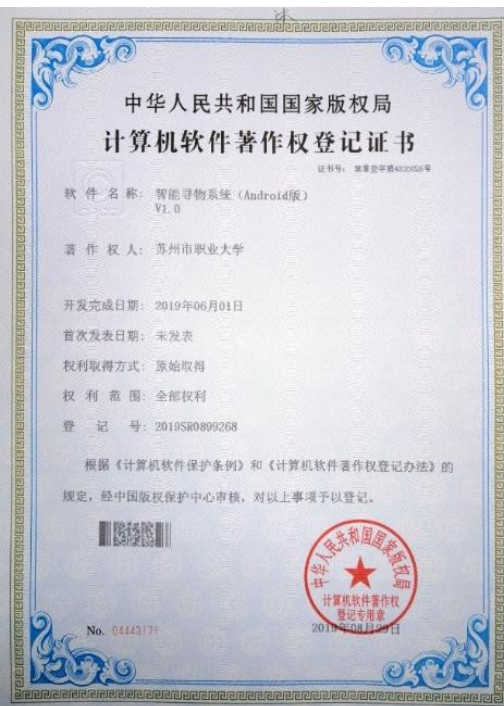 中华人民共和国国家版权局
计算机软件著作权登记证书
证书号：
软件名称：智能寻物系统（Android版）
V1.0
著作权人：苏州市职业大学
开发完成日期：2019年06月01日
首次发表日期：未发表
权利取得方式：原始取得
权利范围：全部权利
登记号：2019SR0899268
根据《计算机软件保护条例》和《计算机软件著作权登记办法》的
规定，经中国版权保护中心审核，对以上事项予以登记。
中华人民共和国国家版权局
计算机软件著作权
登记专用章
2019年08月29日
No.